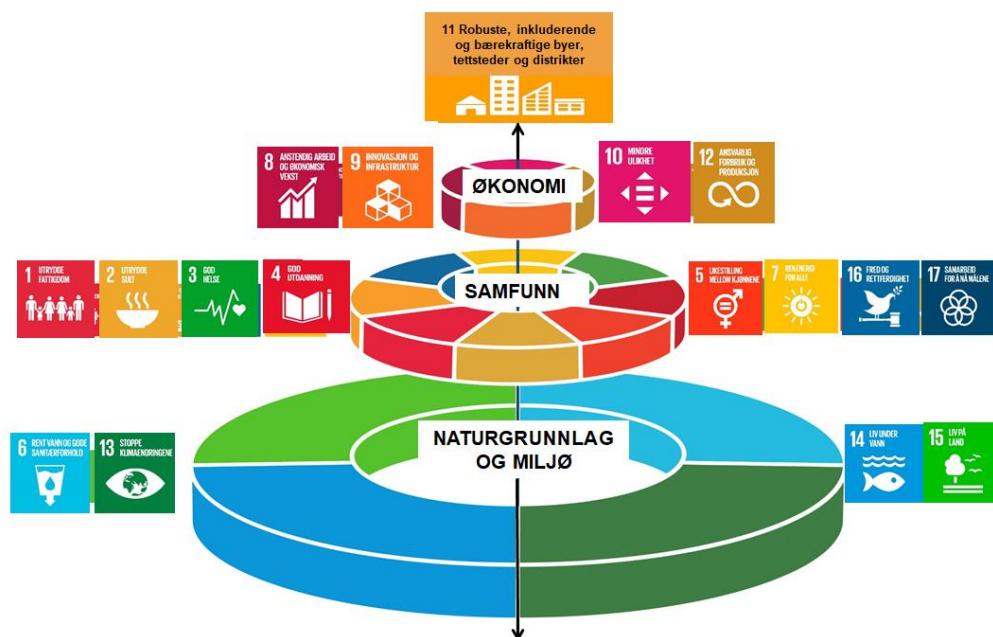 11 Robuste, inkluderende
og bærekraftige byer,
tettsteder og distrikter
8 ANSTENDIG ARBEID
OG ØKONOMISK
VEKST
9 INNOVASJON OG
INFRASTRUKTUR
ØKONOMI
10 MINDRE
ULIKHET
12 ANSVARLIG
FORBRUK OG
PRODUKSJON
1 UTRYDDE
FATTIGDOM
2 UTRYDDE
SULT
3 GOD
HELSE
4 GOD
UTDANNING
SAMFUNN
5 LIKESTILLING
MELLOM KJØNNENE
7 REN ENERGI
FOR ALLE
16 FRED OG
RETTFERDIGHET
17 SAMARBEID
FOR Å NÅ MÅLENE
6 RENT VANN OG GODE
SANITÆRFORHOLD
13 STOPPE
KLIMAENDRINGENE
NATURGRUNNLAG
OG MILJØ
14 LIV UNDER
VANN
15 LIV PÅ
LAND